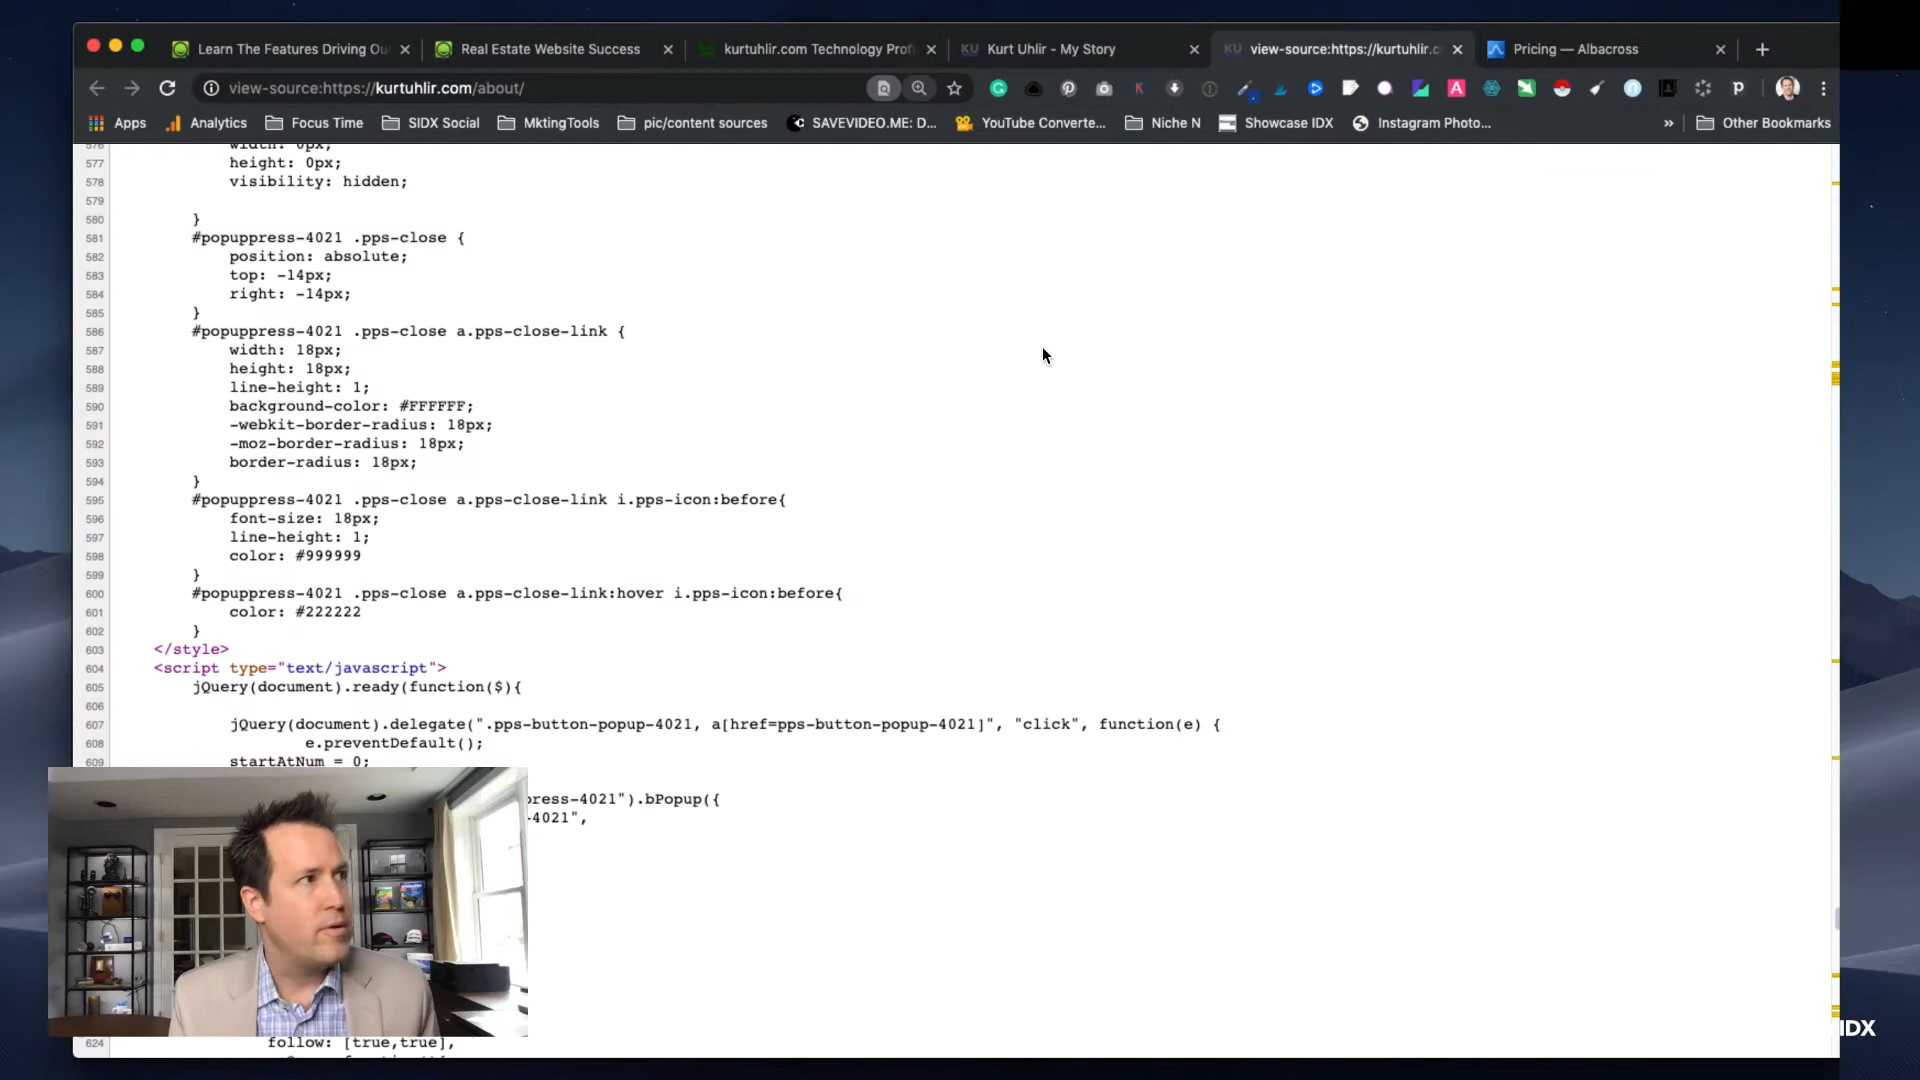 Learn The Features Driving Ou
Real Estate Website Success
kurtuhlir.com Technology Prof
Kurt Uhlir - My Story
view-source:https://kurtuhlir.c
Pricing — Albacross
view-source:https://kurtuhlir.com/about/
Apps
Analytics
Focus Time
SIDX Social
MktingTools
pic/content sources
SAVEVIDEO.ME: D...
YouTube Converte...
Niche N
Showcase IDX
Instagram Photo...
»
Other Bookmarks
576 width: 0px;
577 height: 0px;
578 visibility: hidden;
579
580 }
581 #popuppress-4021 .pps-close {
582 position: absolute;
583 top: -14px;
584 right: -14px;
585 }
586 #popuppress-4021 .pps-close a.pps-close-link {
587 width: 18px;
588 height: 18px;
589 line-height: 1;
590 background-color: #FFFFFF;
591 -webkit-border-radius: 18px;
592 -moz-border-radius: 18px;
593 border-radius: 18px;
594 }
595 #popuppress-4021 .pps-close a.pps-close-link i.pps-icon:before{
596 font-size: 18px;
597 line-height: 1;
598 color: #999999
599 }
600 #popuppress-4021 .pps-close a.pps-close-link:hover i.pps-icon:before{
601 color: #222222
602 }
603 </style>
604 <script type="text/javascript">
605 jQuery(document).ready(function($){
606
607 jQuery(document).delegate(".pps-button-popup-4021, a[href=pps-button-popup-4021]", "click", function(e) {
608 e.preventDefault();
609 startAtNum = 0;
press-4021").bPopup({
-4021",
624 follow: [true,true],
IDX